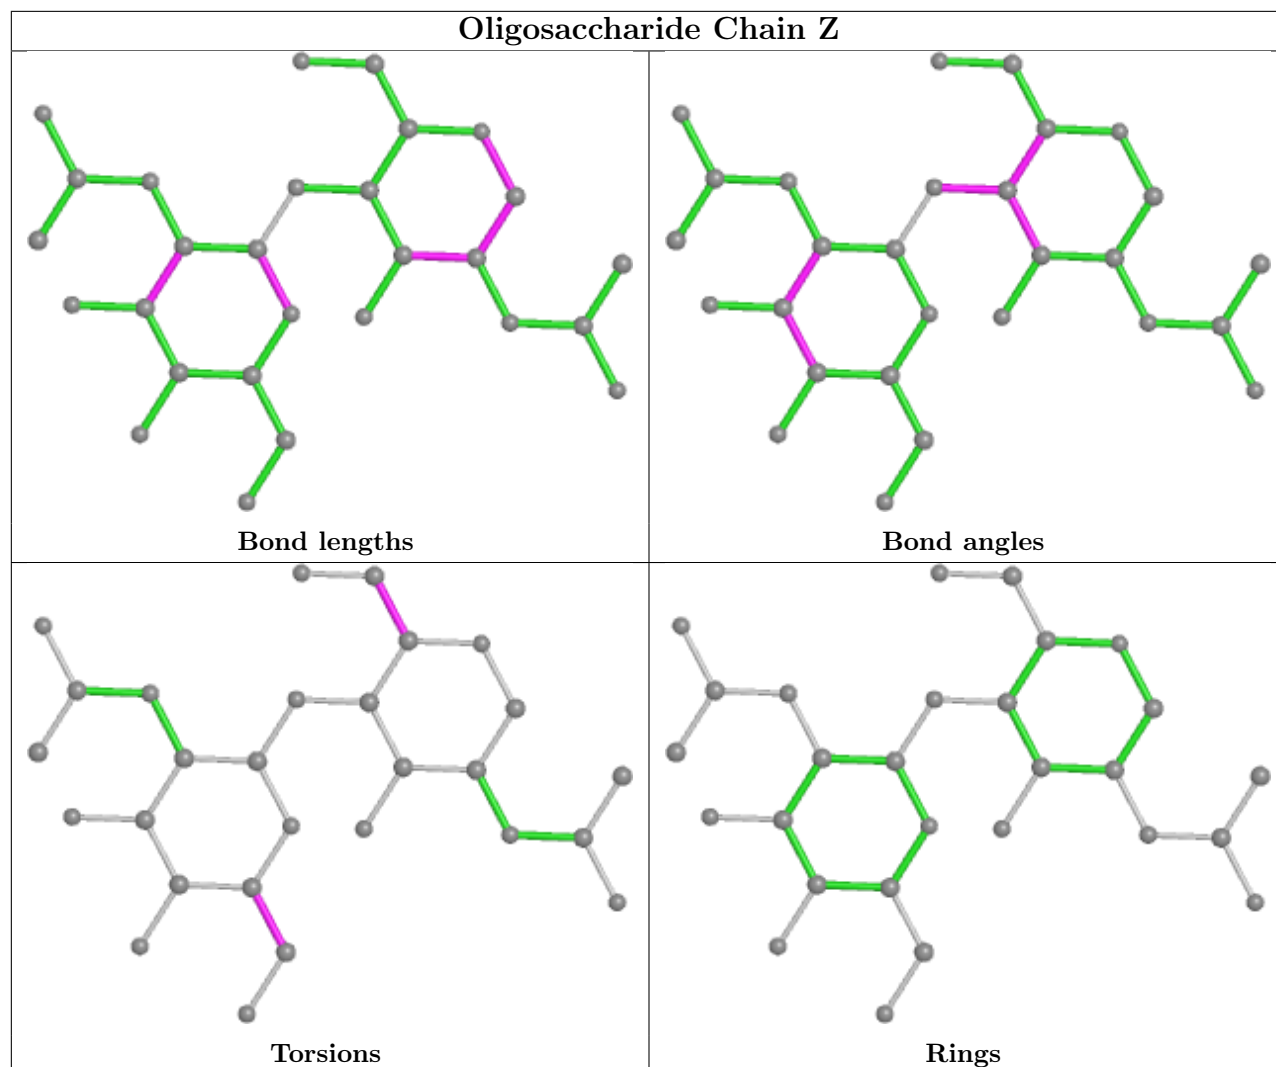 Oligosaccharide Chain Z
Bond lengths
Bond angles
Torsions
Rings